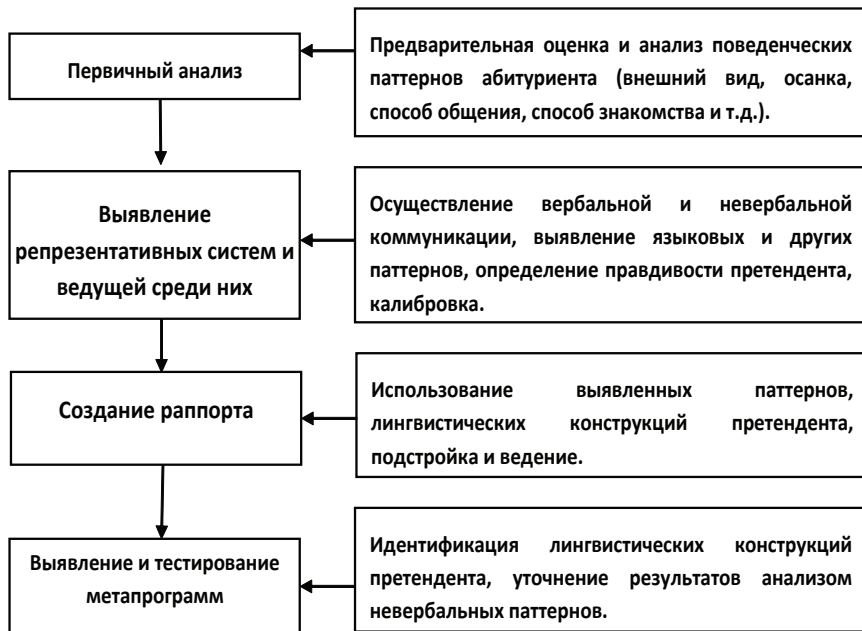 Первичный анализ
Предварительная оценка и анализ поведенческих
паттернов абитуриента (внешний вид, осанка,
способ общения, способ знакомства и т.д.).
Выявление
репрезентативных систем и
ведущей среди них
Осуществление вербальной и невербальной
коммуникации, выявление языковых и других
паттернов, определение правдивости претендента,
калибровка.
Создание раппорта
Использование выявленных паттернов,
лингвистических конструкций претендента,
подстройка и ведение.
Выявление и тестирование
метапрограмм
Идентификация лингвистических конструкций
претендента, уточнение результатов анализом
невербальных паттернов.